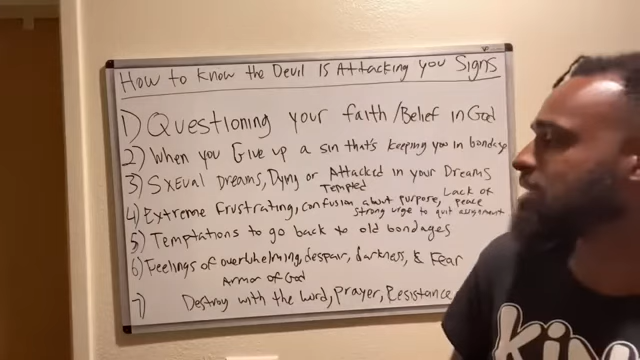 How to know the Devil Is Attacking you Signs
1) Questioning your faith/Belief in God
2) When you Give up a sin that's keeping you in bondage
3) Sxeual Dreams, Dying or Attacked in your Dreams
Tempted
Lack of
4) Extreme frustrating, confusion about purpose, peace
strong urge to quit assignment
5) Temptations to go back to old bondages
6) Feelings of overwhelming, despair, darkness, & Fear
Armor of God
7) Destroy with the Word, Prayer, Resistance